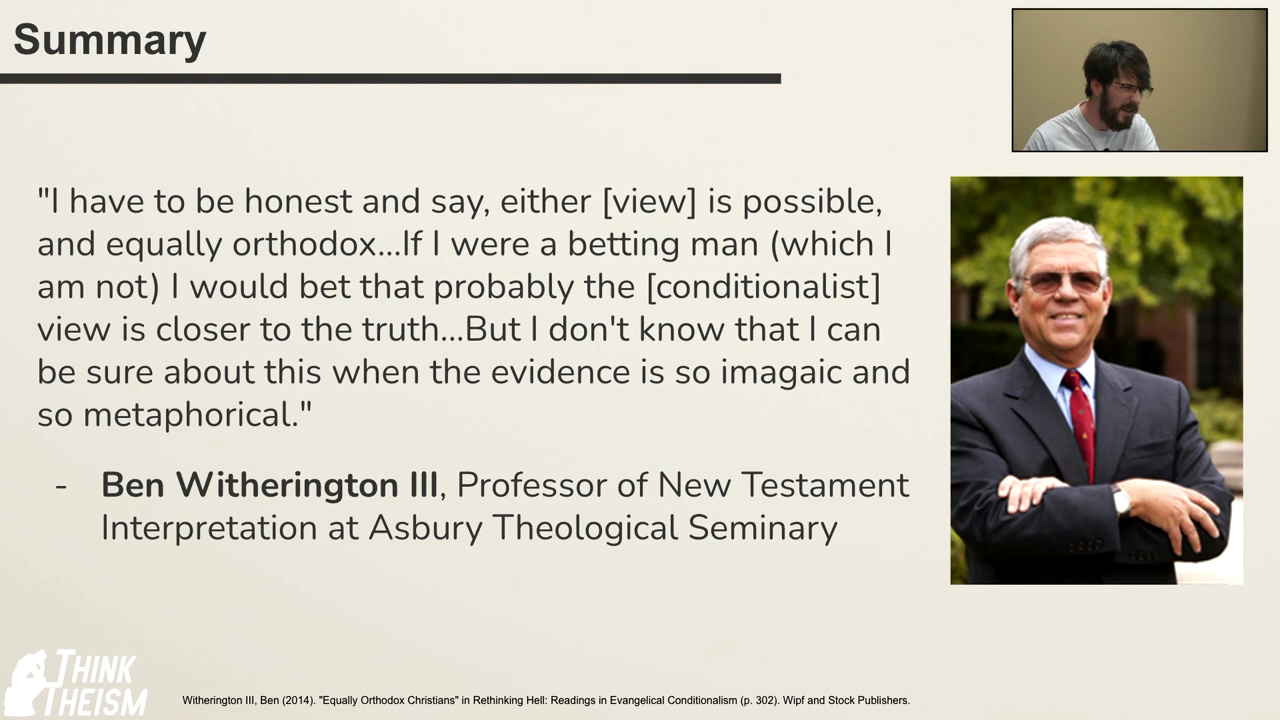 Summary
"I have to be honest and say, either [view] is possible,
and equally orthodox...If I were a betting man (which I
am not) I would bet that probably the [conditionalist]
view is closer to the truth...But I don't know that I can
be sure about this when the evidence is so imagaic and
so metaphorical."
- Ben Witherington III, Professor of New Testament
Interpretation at Asbury Theological Seminary
THINK
THEISM
Witherington III, Ben (2014). "Equally Orthodox Christians" in Rethinking Hell: Readings in Evangelical Conditionalism (p. 302). Wipf and Stock Publishers.